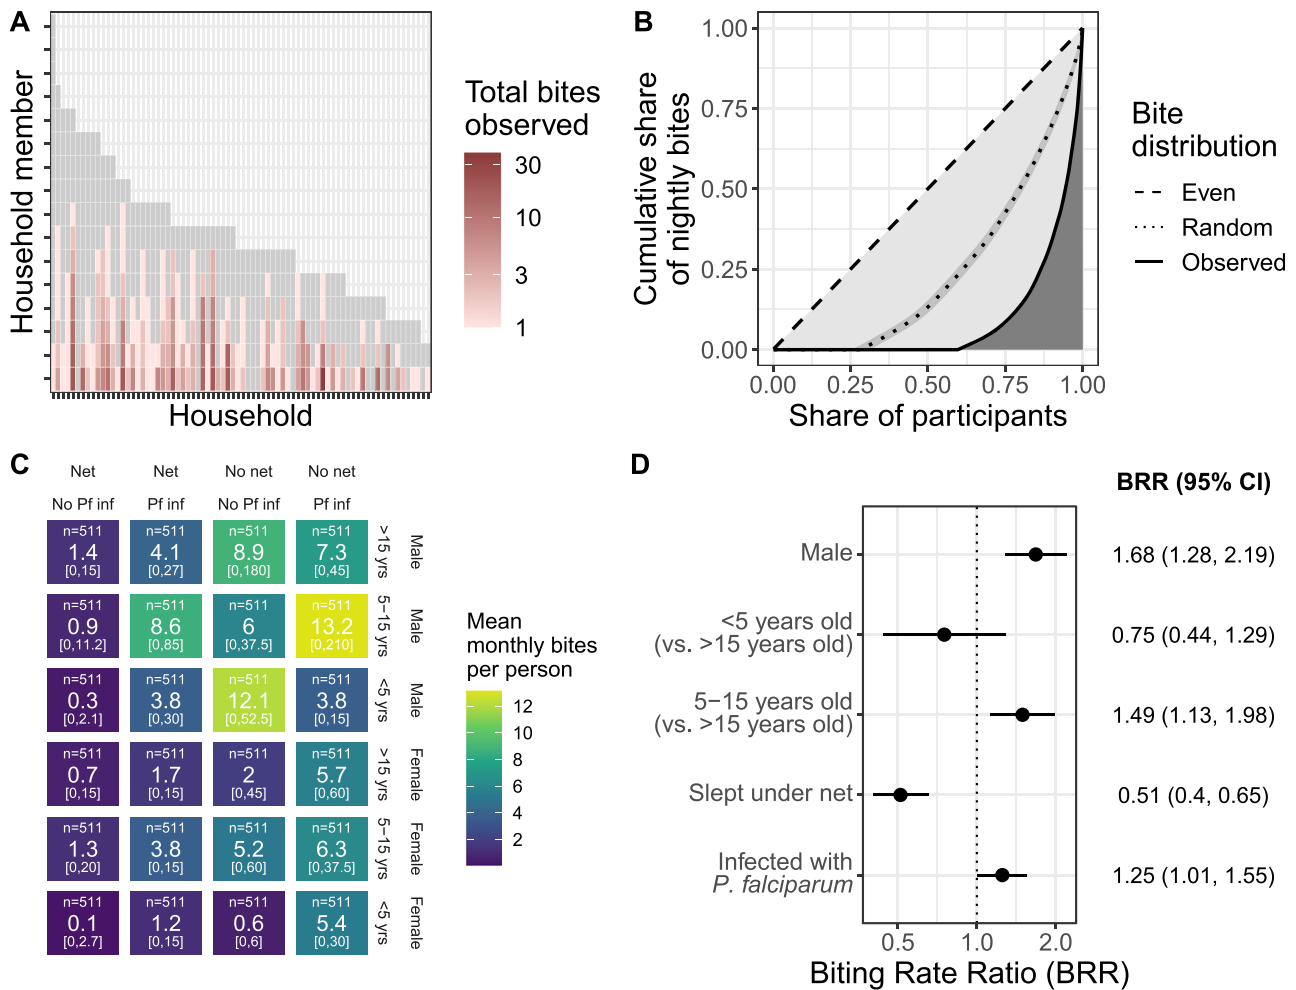 A
Household member
Household
Total bites
observed
30
10
3
1
B
Cumulative share
of nightly bites
1.00
0.75
0.50
0.25
0.00
0.00 0.25 0.50 0.75 1.00
Share of participants
Bite
distribution
Even
Random
Observed
C
Net Net No net No net
No Pf inf Pf inf No Pf inf Pf inf
n=511 n=511 n=511 n=511
1.4 4.1 8.9 7.3
[0,15] [0,27] [0,180] [0,45]
>15 yrs Male
n=511 n=511 n=511 n=511
0.9 8.6 6 13.2
[0,11.2] [0,85] [0,37.5] [0,210]
5−15 yrs Male
n=511 n=511 n=511 n=511
0.3 3.8 12.1 3.8
[0,2.1] [0,30] [0,52.5] [0,15]
<5 yrs Male
n=511 n=511 n=511 n=511
0.7 1.7 2 5.7
[0,15] [0,15] [0,45] [0,60]
>15 yrs Female
n=511 n=511 n=511 n=511
1.3 3.8 5.2 6.3
[0,20] [0,15] [0,60] [0,37.5]
5−15 yrs Female
n=511 n=511 n=511 n=511
0.1 1.2 0.6 5.4
[0,2.7] [0,15] [0,6] [0,30]
<5 yrs Female
Mean
monthly bites
per person
12
10
8
6
4
2
D
BRR (95% CI)
Male
1.68 (1.28, 2.19)
<5 years old
(vs. >15 years old)
0.75 (0.44, 1.29)
5−15 years old
(vs. >15 years old)
1.49 (1.13, 1.98)
Slept under net
0.51 (0.4, 0.65)
Infected with
P. falciparum
1.25 (1.01, 1.55)
0.5 1.0 2.0
Biting Rate Ratio (BRR)